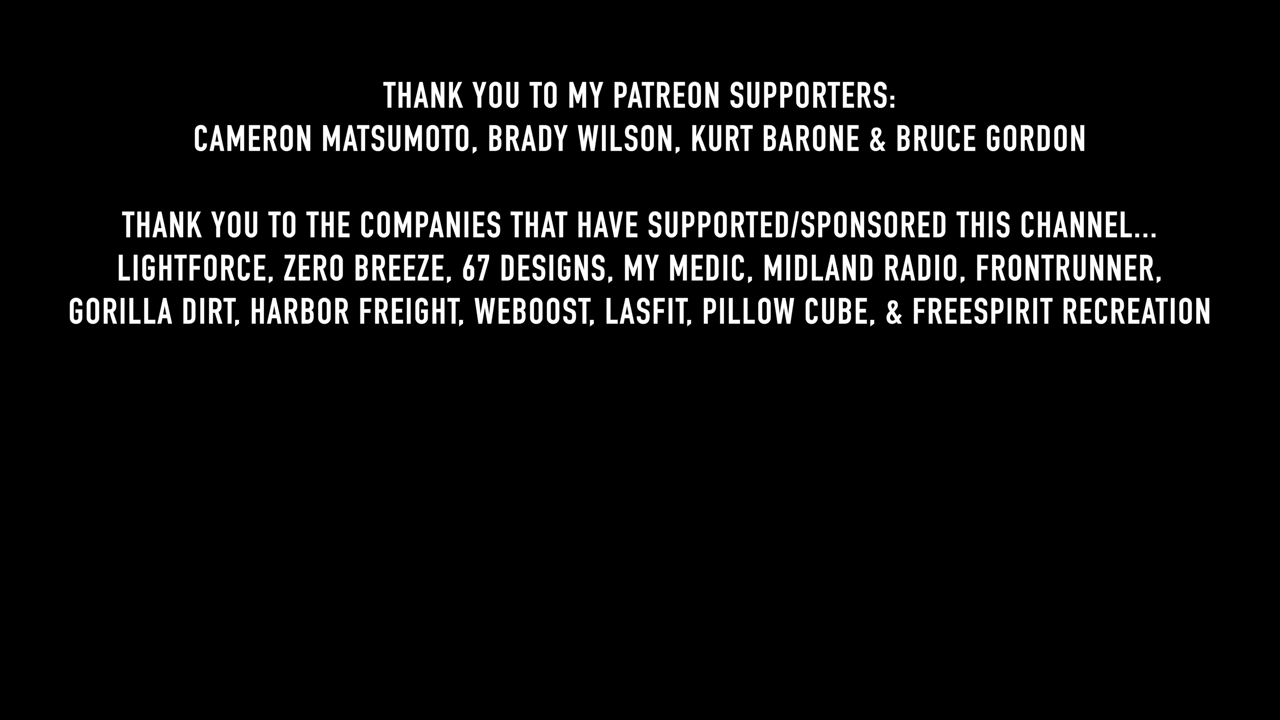 THANK YOU TO MY PATREON SUPPORTERS:
CAMERON MATSUMOTO, BRADY WILSON, KURT BARONE & BRUCE GORDON
THANK YOU TO THE COMPANIES THAT HAVE SUPPORTED/SPONSORED THIS CHANNEL...
LIGHTFORCE, ZERO BREEZE, 67 DESIGNS, MY MEDIC, MIDLAND RADIO, FRONTRUNNER,
GORILLA DIRT, HARBOR FREIGHT, WEBOOST, LASFIT, PILLOW CUBE, & FREESPIRIT RECREATION